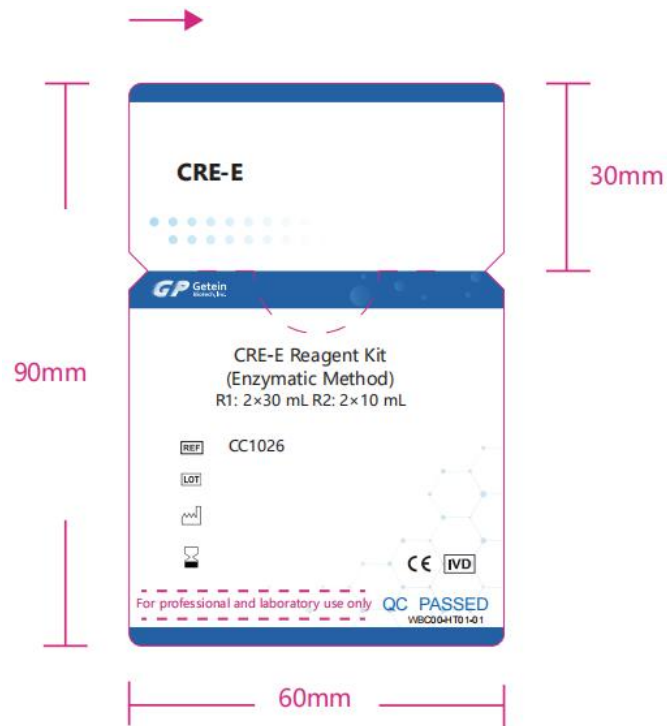 CRE-E
30mm
GP Getein
Biotech, Inc.
90mm
CRE-E Reagent Kit
(Enzymatic Method)
R1: 2×30 mL R2: 2×10 mL
REF CC1026
LOT
CE IVD
For professional and laboratory use only
QC PASSED
WBC00-HT01-01
60mm